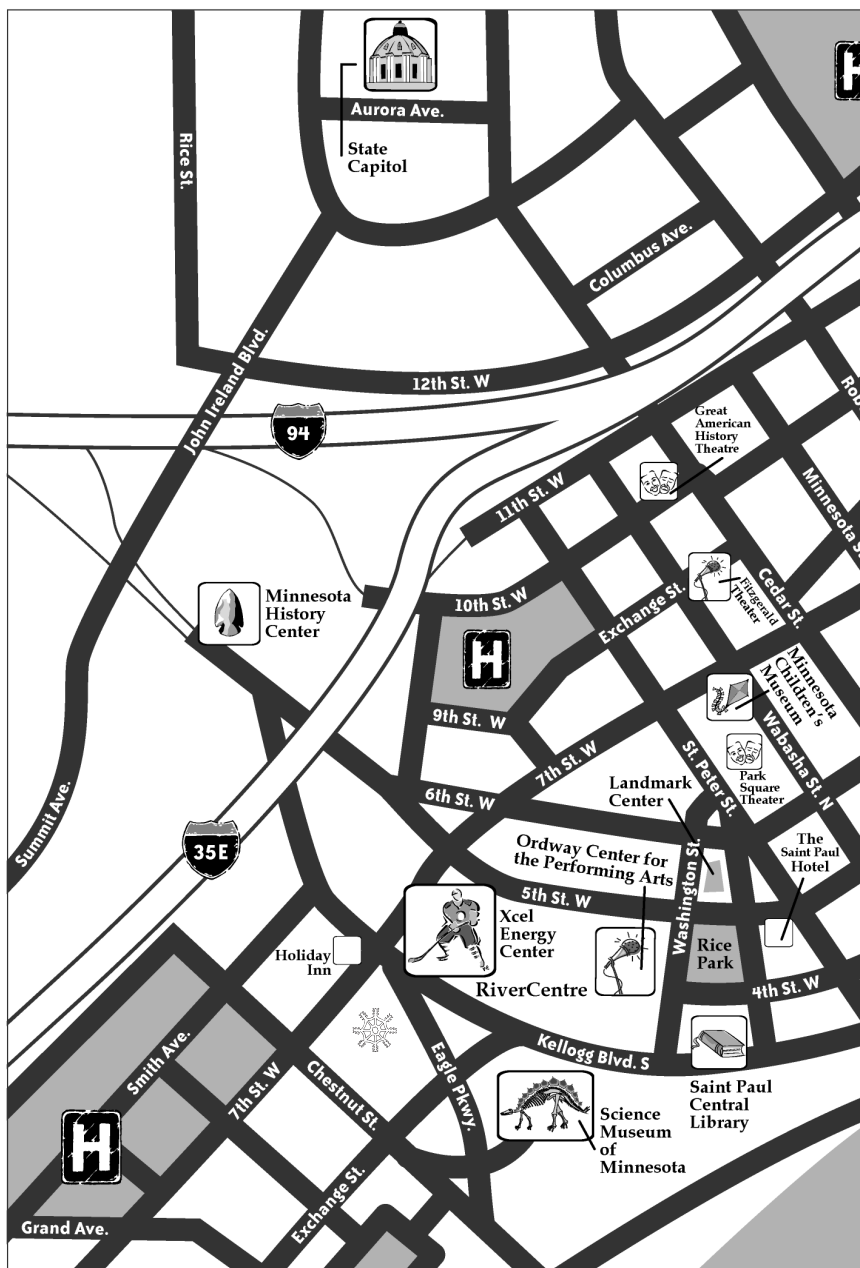 H
Aurora Ave.
State
Capitol
Rice St.
Columbus Ave.
John Ireland Blvd.
12th St. W
94
Great
American
History
Theatre
11th St. W
Minnesota
Minnesota
History
Center
10th St. W
Exchange St.
Fitzgerald
Theater
Cedar St.
H
9th St. W
7th St. W
Minnesota
Children's
Museum
Wabasha St. N
St. Peter St.
Park
Square
Theater
6th St. W
Landmark
Center
Summit Ave.
35E
Ordway Center for
the Performing Arts
Washington St.
The
Saint Paul
Hotel
5th St. W
Xcel
Energy
Center
Holiday
Inn
Rice
Park
RiverCentre
4th St. W
Kellogg Blvd. S
Smith Ave.
7th St. W
Chestnut St.
Eagle Pkwy.
Saint Paul
Central
Library
Science
Museum
of
Minnesota
H
Exchange St.
Grand Ave.